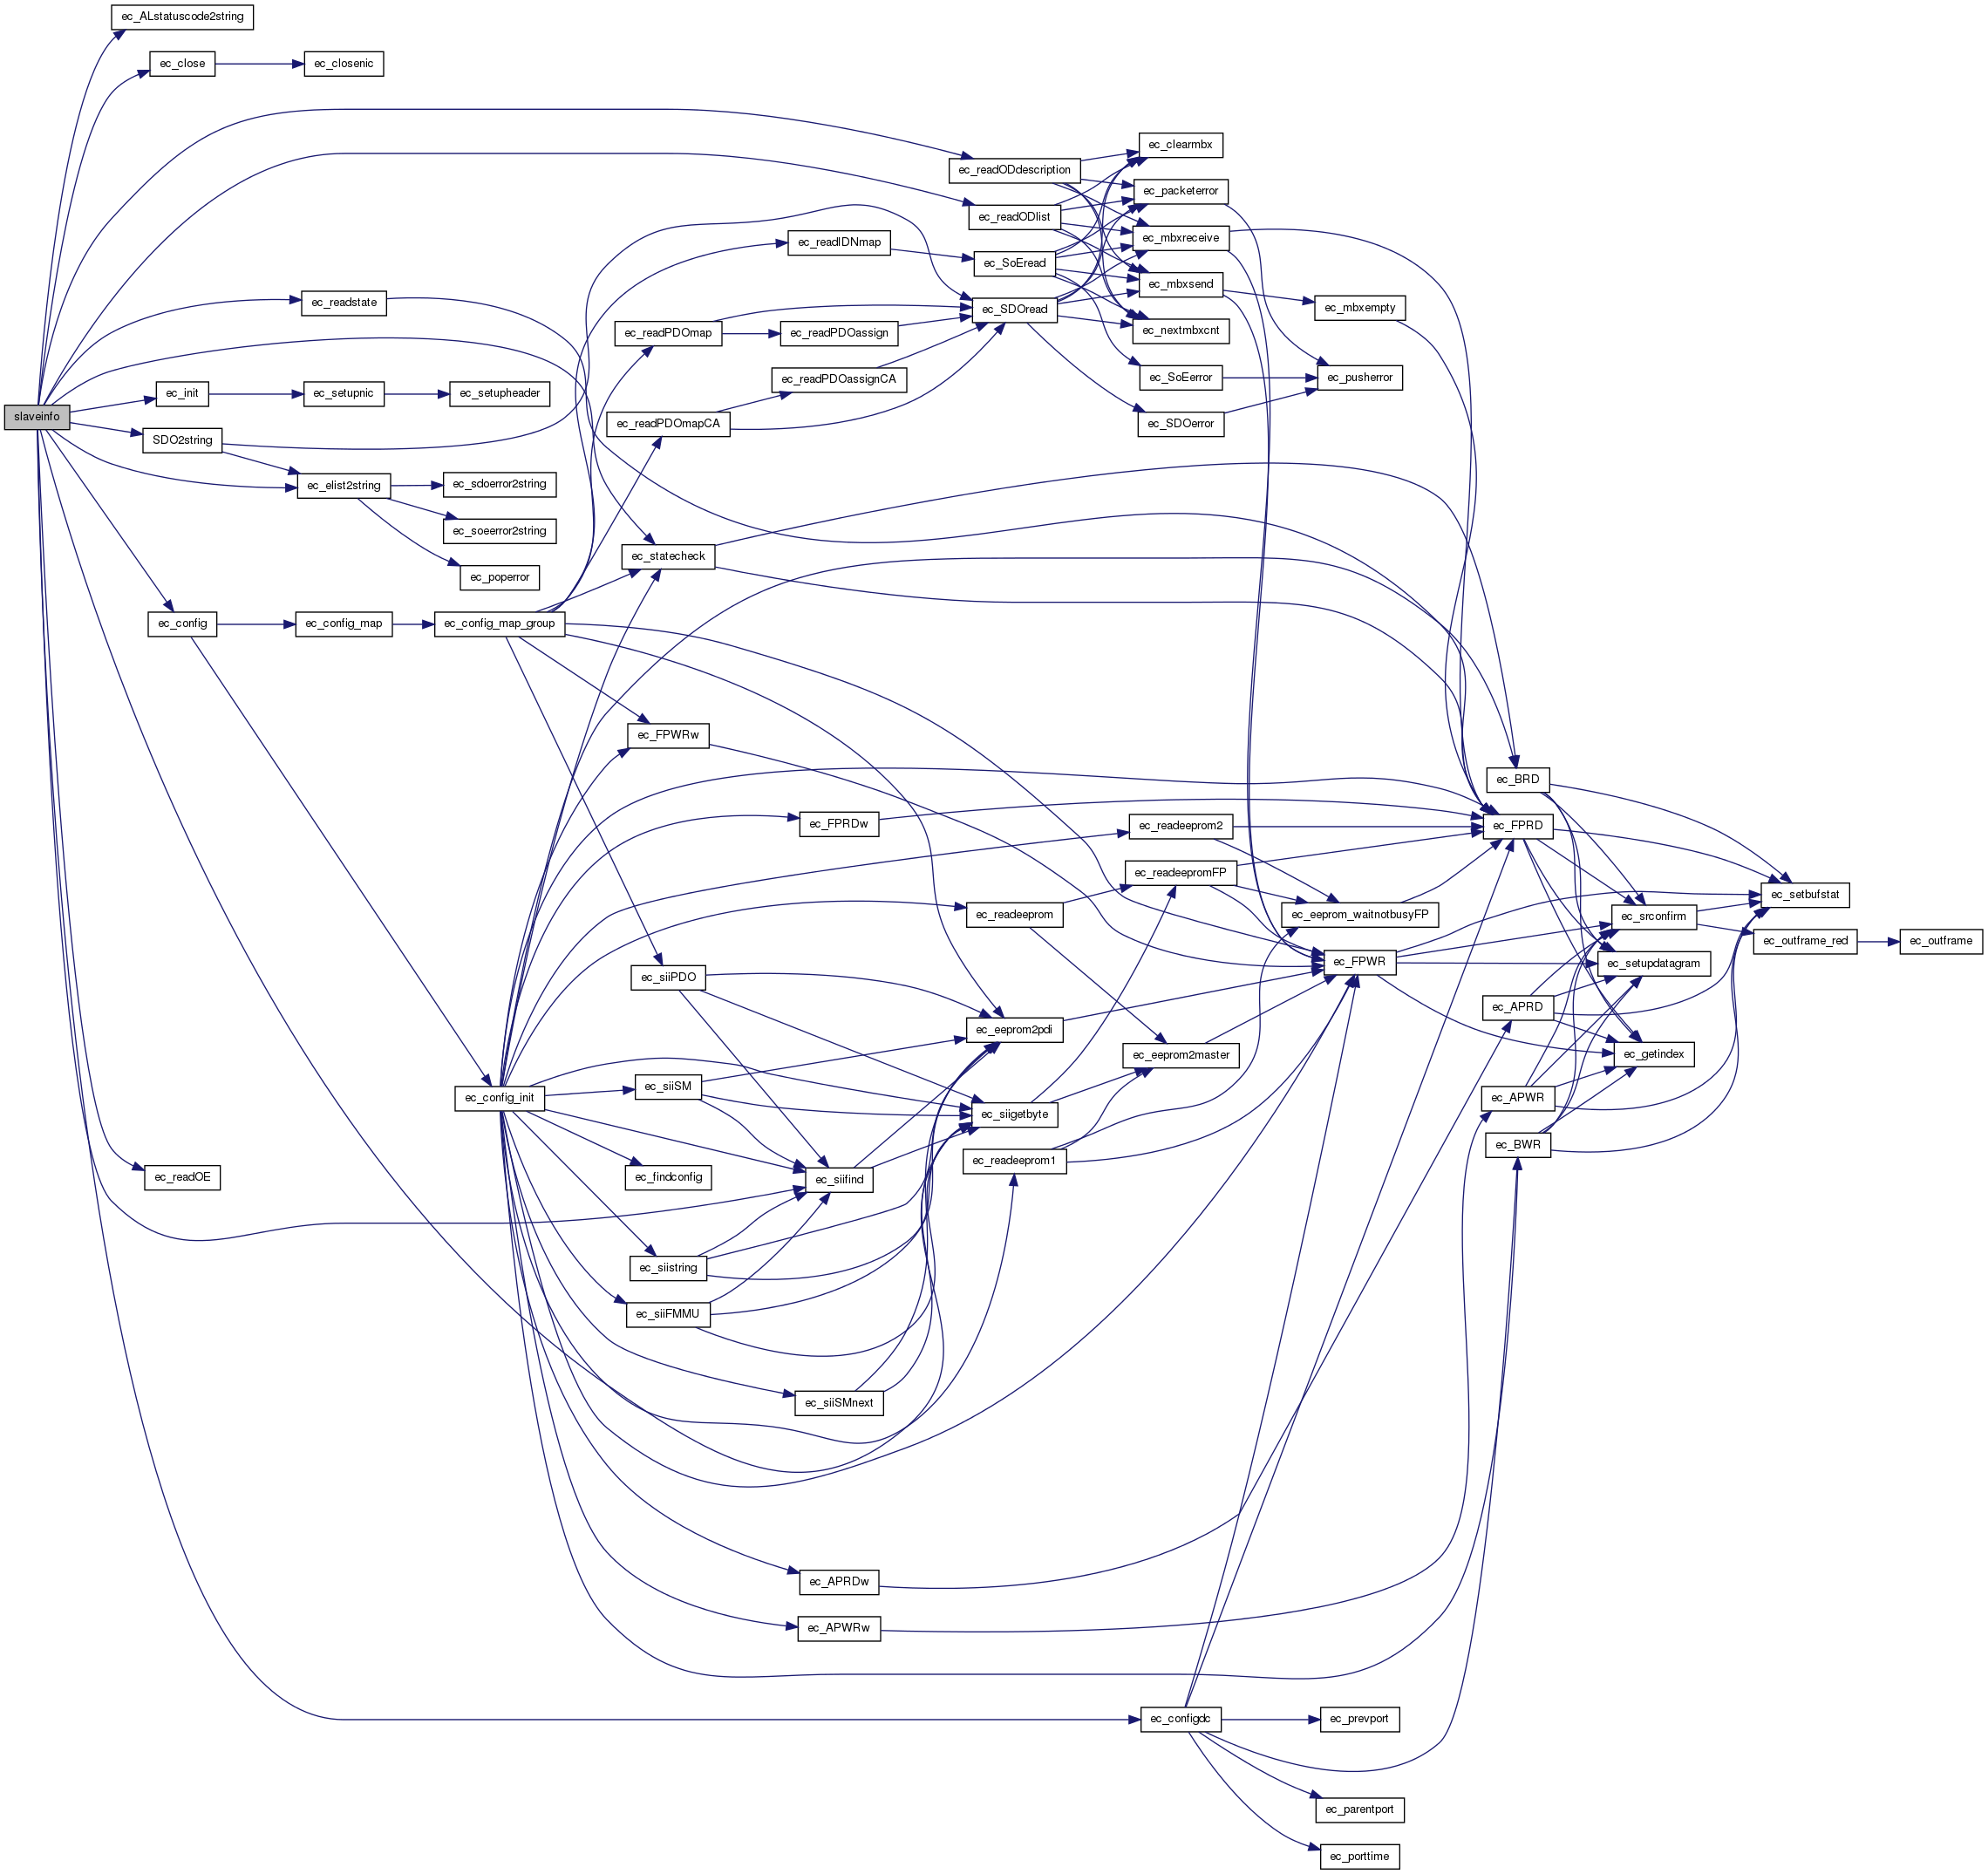 ec_ALstatuscode2string
ec_close
ec_closenic
ec_clearmbx
ec_readODdescription
ec_packeterror
ec_readODlist
ec_mbxreceive
ec_readIDNmap
ec_SoEread
ec_mbxsend
ec_readstate
ec_mbxempty
ec_SDOread
ec_nextmbxcnt
ec_readPDOmap
ec_readPDOassign
ec_readPDOassignCA
ec_SoEerror
ec_pusherror
ec_init
ec_setupnic
ec_setupheader
slaveinfo
ec_readPDOmapCA
ec_SDOerror
SDO2string
ec_elist2string
ec_sdoerror2string
ec_soeerror2string
ec_statecheck
ec_poperror
ec_config
ec_config_map
ec_config_map_group
ec_FPWRw
ec_BRD
ec_FPRDw
ec_readeeprom2
ec_FPRD
ec_readeepromFP
ec_setbufstat
ec_readeeprom
ec_eeprom_waitnotbusyFP
ec_srconfirm
ec_outframe_red
ec_outframe
ec_siiPDO
ec_FPWR
ec_setupdatagram
ec_APRD
ec_eeprom2pdi
ec_eeprom2master
ec_getindex
ec_siiSM
ec_config_init
ec_siigetbyte
ec_APWR
ec_BWR
ec_readeeprom1
ec_readOE
ec_findconfig
ec_siifind
ec_siistring
ec_siiFMMU
ec_siiSMnext
ec_APRDw
ec_APWRw
ec_configdc
ec_prevport
ec_parentport
ec_porttime